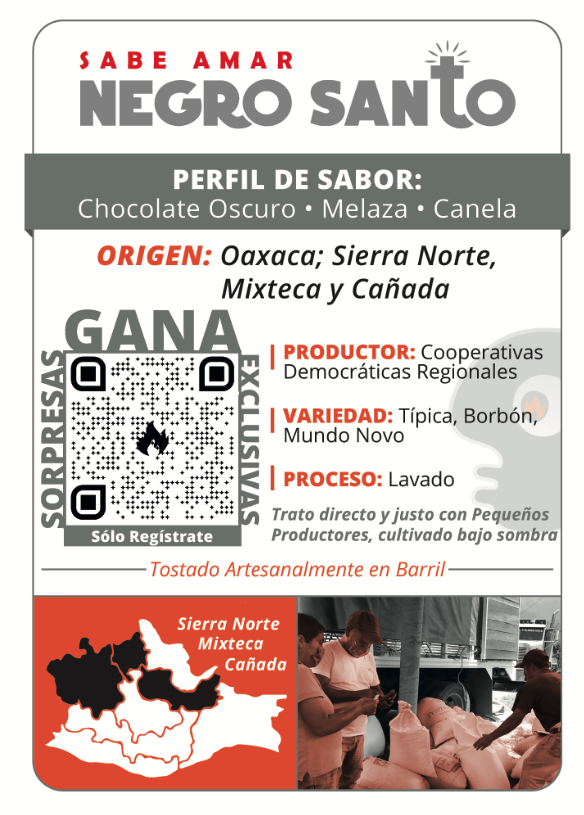 SABE AMAR
NEGRO SANTO
PERFIL DE SABOR:
Chocolate Oscuro • Melaza • Canela
ORIGEN: Oaxaca; Sierra Norte,
Mixteca y Cañada
GANA
SORPRESAS
EXCLUSIVAS
Sólo Regístrate
PRODUCTOR: Cooperativas
Democráticas Regionales
VARIEDAD: Típica, Borbón,
Mundo Novo
PROCESO: Lavado
Trato directo y justo con Pequeños
Productores, cultivado bajo sombra
Tostado Artesanalmente en Barril
Sierra Norte
Mixteca
Cañada